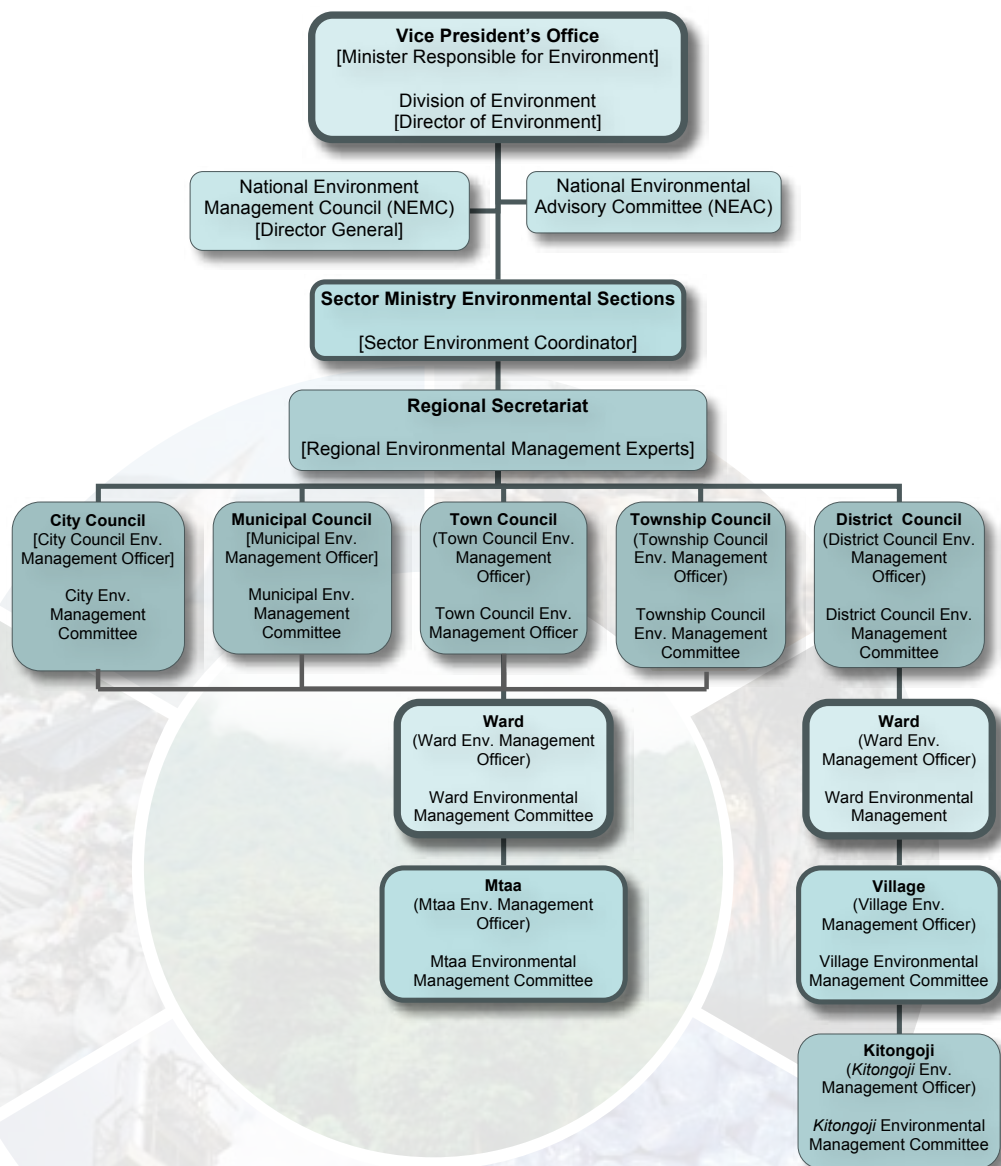 Vice President’s Office
[Minister Responsible for Environment]
Division of Environment
[Director of Environment]
National Environment
Management Council (NEMC)
[Director General]
National Environmental
Advisory Committee (NEAC)
Sector Ministry Environmental Sections
[Sector Environment Coordinator]
Regional Secretariat
[Regional Environmental Management Experts]
City Council
[City Council Env.
Management Officer]
City Env.
Management
Committee
Municipal Council
[Municipal Env.
Management Officer]
Municipal Env.
Management
Committee
Town Council
(Town Council Env.
Management
Officer)
Town Council Env.
Management Officer
Township Council
(Township Council
Env. Management
Officer)
Township Council
Env. Management
Committee
District Council
(District Council Env.
Management
Officer)
District Council Env.
Management
Committee
Ward
(Ward Env. Management
Officer)
Ward Environmental
Management Committee
Mtaa
(Mtaa Env. Management
Officer)
Mtaa Environmental
Management Committee
Ward
(Ward Env.
Management Officer)
Ward Environmental
Management
Village
(Village Env.
Management Officer)
Village Environmental
Management Committee
Kitongoji
(Kitongoji Env.
Management Officer)
Kitongoji Environmental
Management Committee